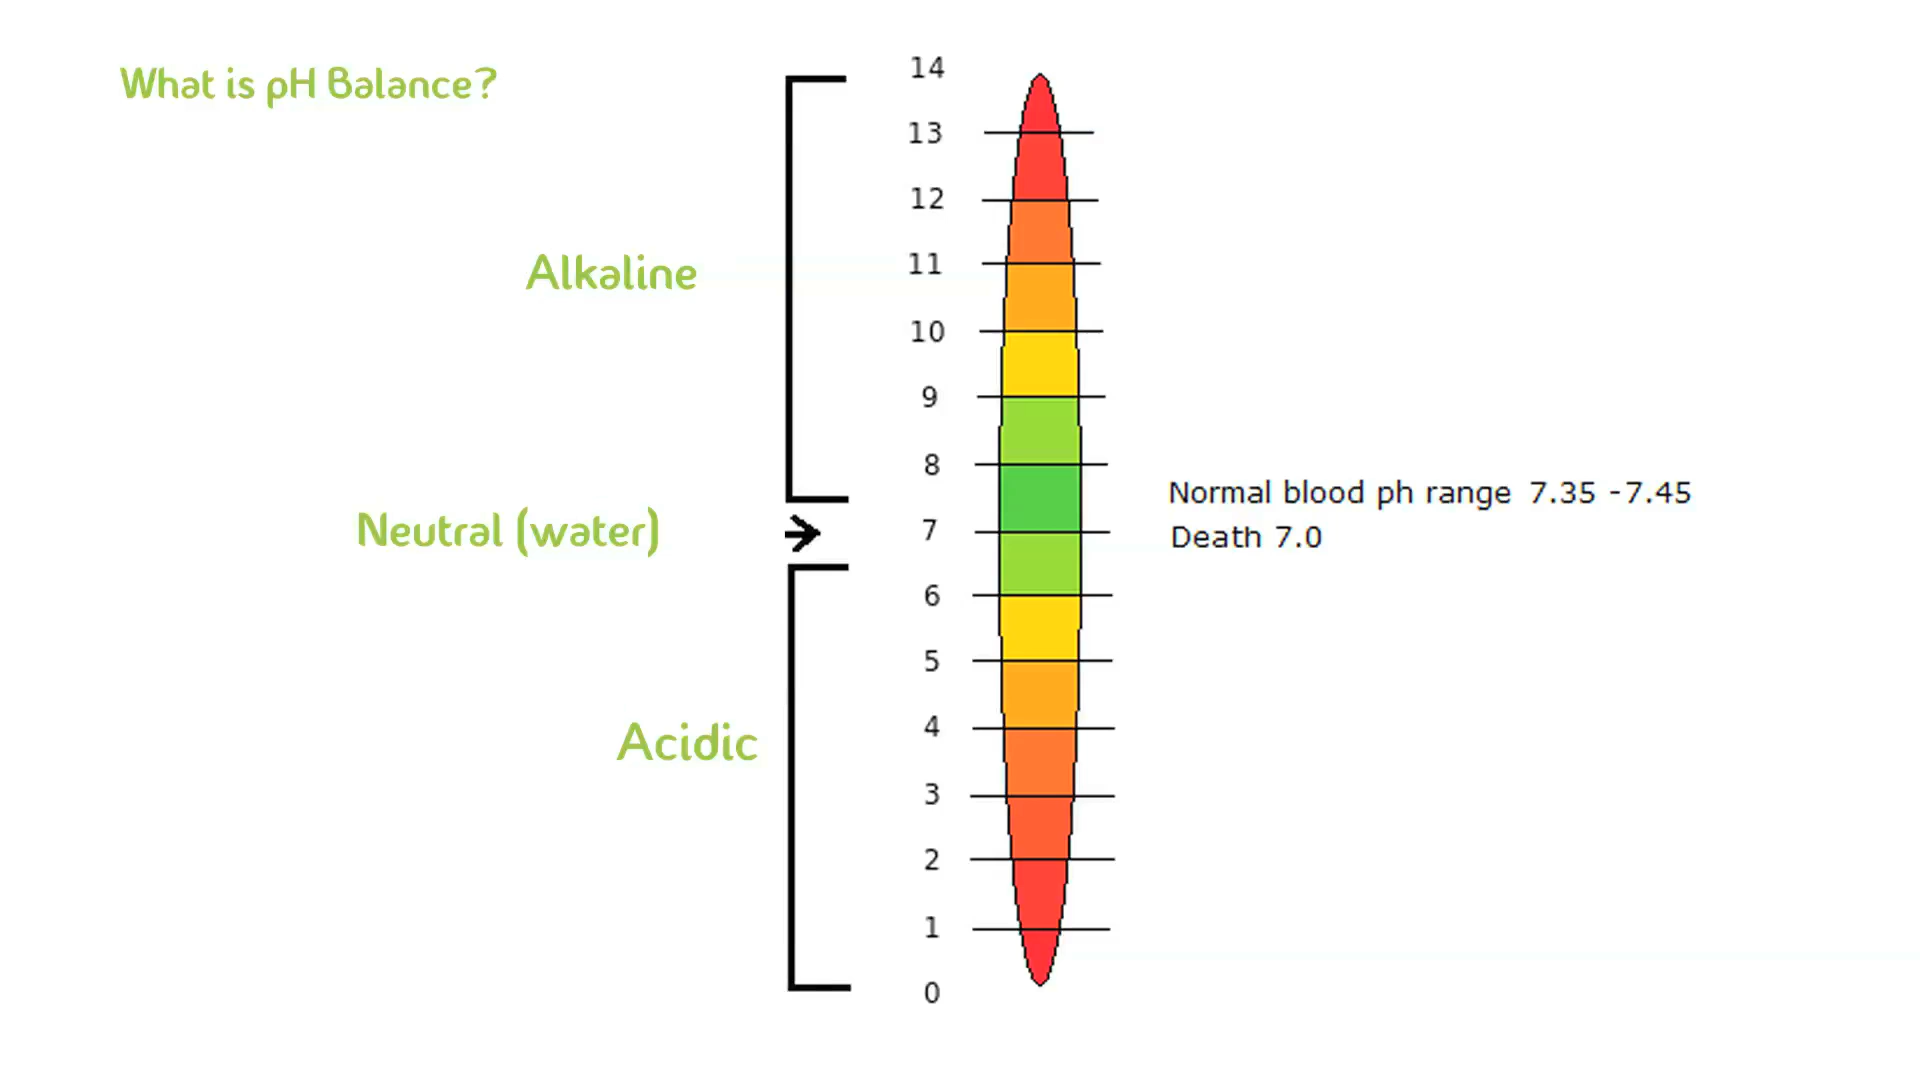 What is pH Balance?
14
13
12
Alkaline
11
10
9
8
Normal blood ph range 7.35 -7.45
Neutral (water)
7
Death 7.0
6
5
Acidic
4
3
2
1
0